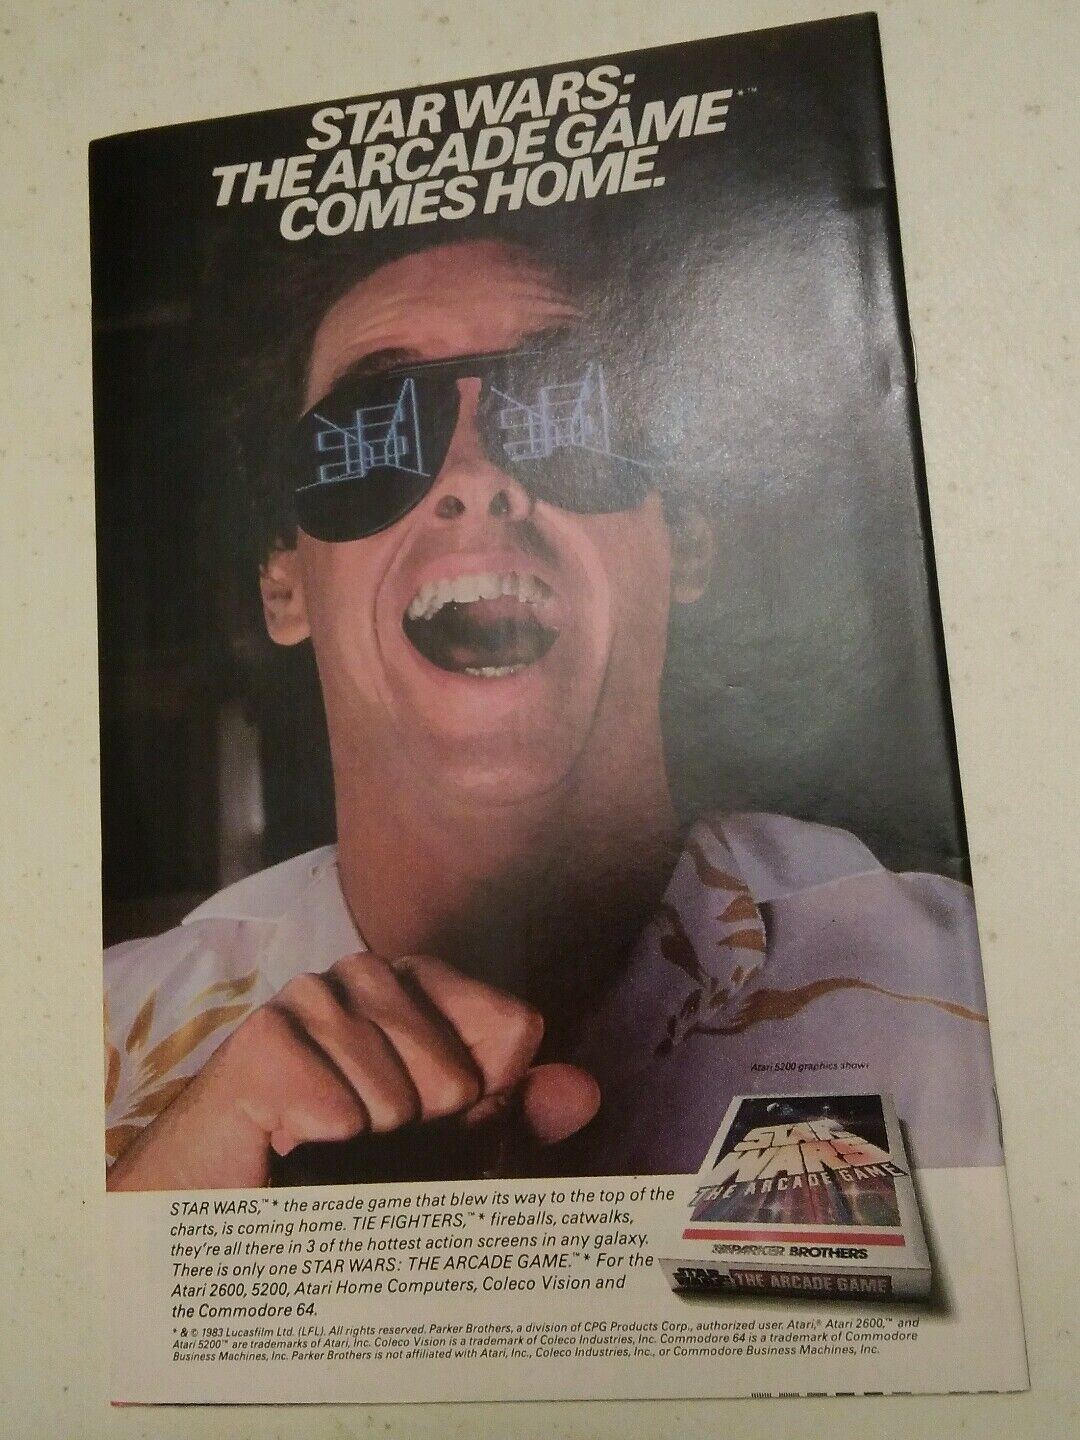 STAR WARS:
THE ARCADE GAME*™
COMES HOME.
Atari 5200 graphics shown
STAR
WARS
THE ARCADE GAME
PARKER BROTHERS
STAR WARS THE ARCADE GAME
STAR WARS,™* the arcade game that blew its way to the top of the
charts, is coming home. TIE FIGHTERS,™* fireballs, catwalks,
they're all there in 3 of the hottest action screens in any galaxy.
There is only one STAR WARS: THE ARCADE GAME.™* For the
Atari 2600, 5200, Atari Home Computers, Coleco Vision and
the Commodore 64.
* & © 1983 Lucasfilm Ltd. (LFL). All rights reserved. Parker Brothers, a division of CPG Products Corp., authorized user. Atari,® Atari 2600,™ and
Atari 5200™ are trademarks of Atari, Inc. Coleco Vision is a trademark of Coleco Industries, Inc. Commodore 64 is a trademark of Commodore
Business Machines, Inc. Parker Brothers is not affiliated with Atari, Inc., Coleco Industries, Inc., or Commodore Business Machines, Inc.